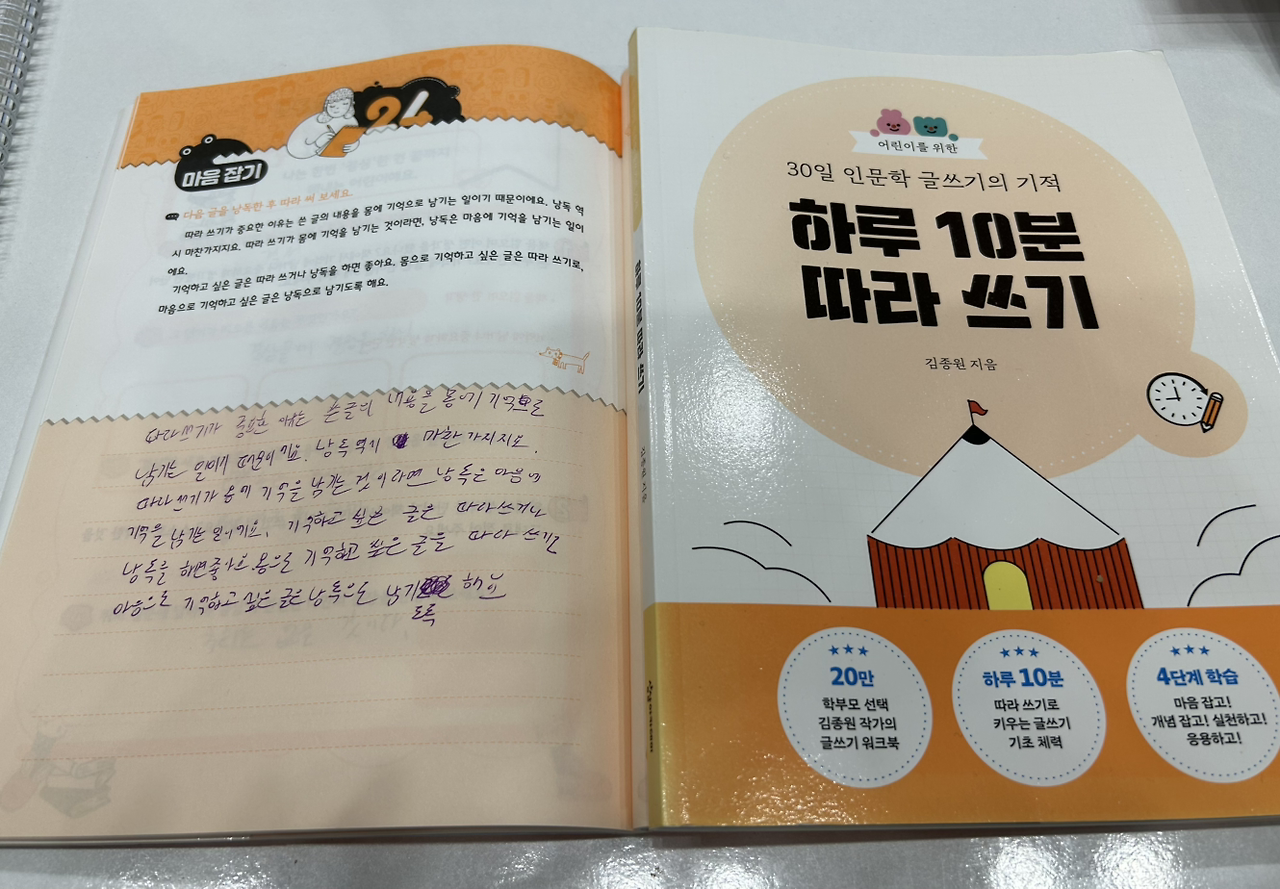 24
마음 잡기
다음 글을 낭독한 후 따라 써 보세요.
따라 쓰기가 중요한 이유는 쓴 글의 내용을 몸에 기억으로 남기는 일이기 때문이에요. 낭독 역
시 마찬가지지요. 따라 쓰기가 몸에 기억을 남기는 것이라면, 낭독은 마음에 기억을 남기는 일이
에요.
기억하고 싶은 글은 따라 쓰거나 낭독을 하면 좋아요. 몸으로 기억하고 싶은 글은 따라 쓰기로,
마음으로 기억하고 싶은 글은 낭독으로 남기도록 해요.
따라쓰기가 중요한 이유는 쓴글의 내용을 몸에 기억으로
남기는 일이기 때문이에요. 낭독역시 마찬가지지요.
따라쓰기가 몸에 기억을 남기는 것이라면 낭독은 마음에
기억을 남기는 일이에요. 기억하고 싶은 글은 따라쓰거나
낭독을 하면좋아요.몸으로 기억하고 싶은 글을 따라 쓰기로
마음으로 기억하고 싶은 글은 낭독으로 남기 해요
도록
하루 10분 따라 쓰기
김종원 지음
어린이를 위한
30일 인문학 글쓰기의 기적
하루 10분
따라 쓰기
김종원 지음
20만
학부모 선택
김종원 작가의
글쓰기 워크북
하루 10분
따라 쓰기로
키우는 글쓰기
기초 체력
4단계 학습
마음 잡고!
개념 잡고! 실천하고!
응용하고!